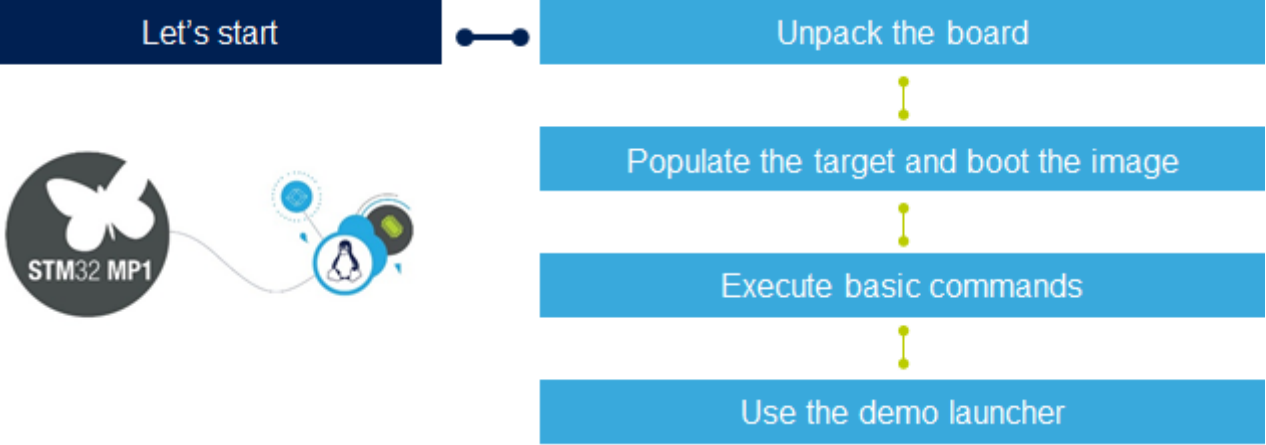 Let's start
Unpack the board
Populate the target and boot the image
STM32 MP1
Execute basic commands
Use the demo launcher